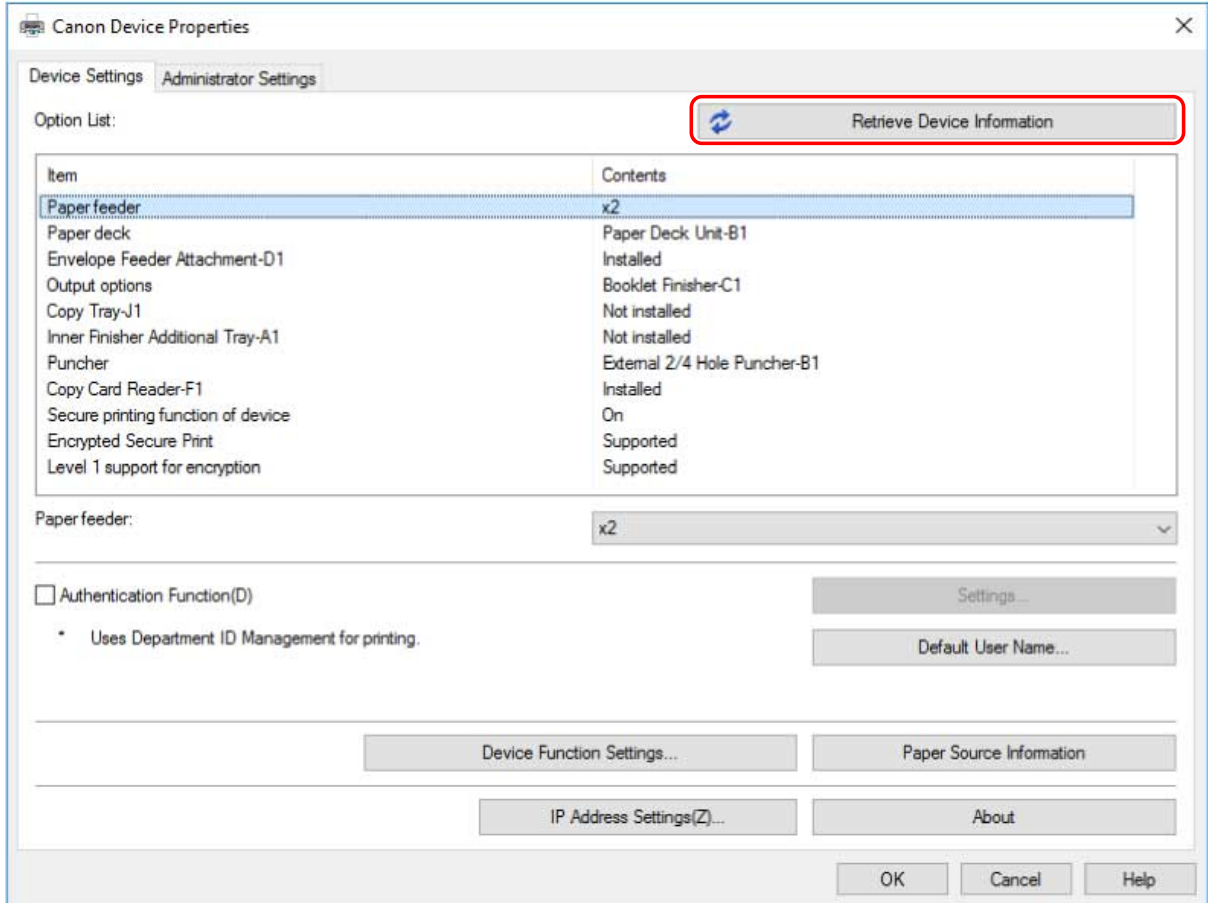 Canon Device Properties
Device Settings Administrator Settings
Option List: Retrieve Device Information
Item Contents
Paper feeder x2
Paper deck Paper Deck Unit-B1
Envelope Feeder Attachment-D1 Installed
Output options Booklet Finisher-C1
Copy Tray-J1 Not installed
Inner Finisher Additional Tray-A1 Not installed
Puncher External 2/4 Hole Puncher-B1
Copy Card Reader-F1 Installed
Secure printing function of device On
Encrypted Secure Print Supported
Level 1 support for encryption Supported
Paper feeder: x2
Authentication Function(D) Settings...
* Uses Department ID Management for printing. Default User Name...
Device Function Settings... Paper Source Information
IP Address Settings(Z)... About
OK Cancel Help